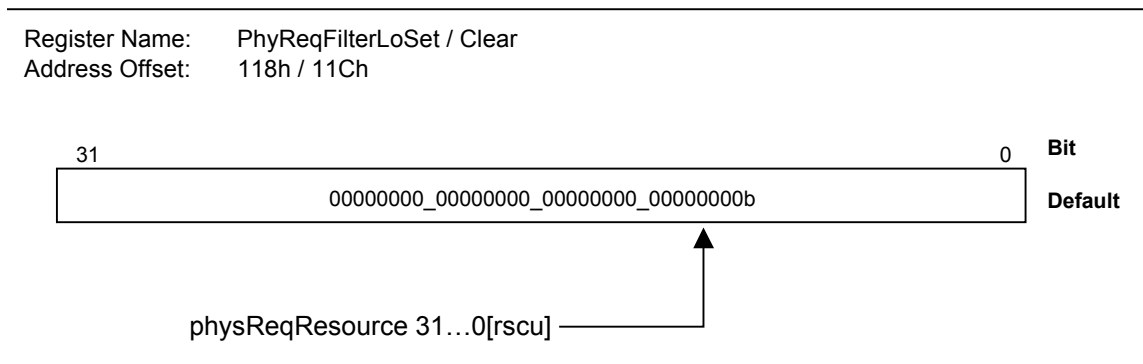 Register Name: PhyReqFilterLoSet / Clear
Address Offset: 118h / 11Ch
31 0 Bit
00000000_00000000_00000000_00000000b Default
physReqResource 31…0[rscu]